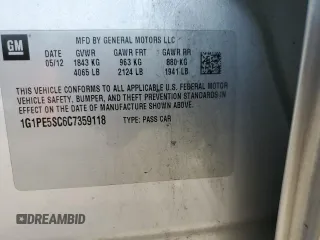 GM
MFD BY GENERAL MOTORS LLC
05/12 GVWR GAWR FRT GAWR RR
1843 KG 963 KG 880 KG
4065 LB 2124 LB 1941 LB
THIS VEHICLE CONFORMS TO ALL APPLICABLE U.S. FEDERAL MOTOR
VEHICLE SAFETY, BUMPER, AND THEFT PREVENTION STANDARDS IN
EFFECT ON THE DATE OF MANUFACTURE SHOWN ABOVE.
1G1PE5SC6C7359118 TYPE: PASS CAR
DREAMBID